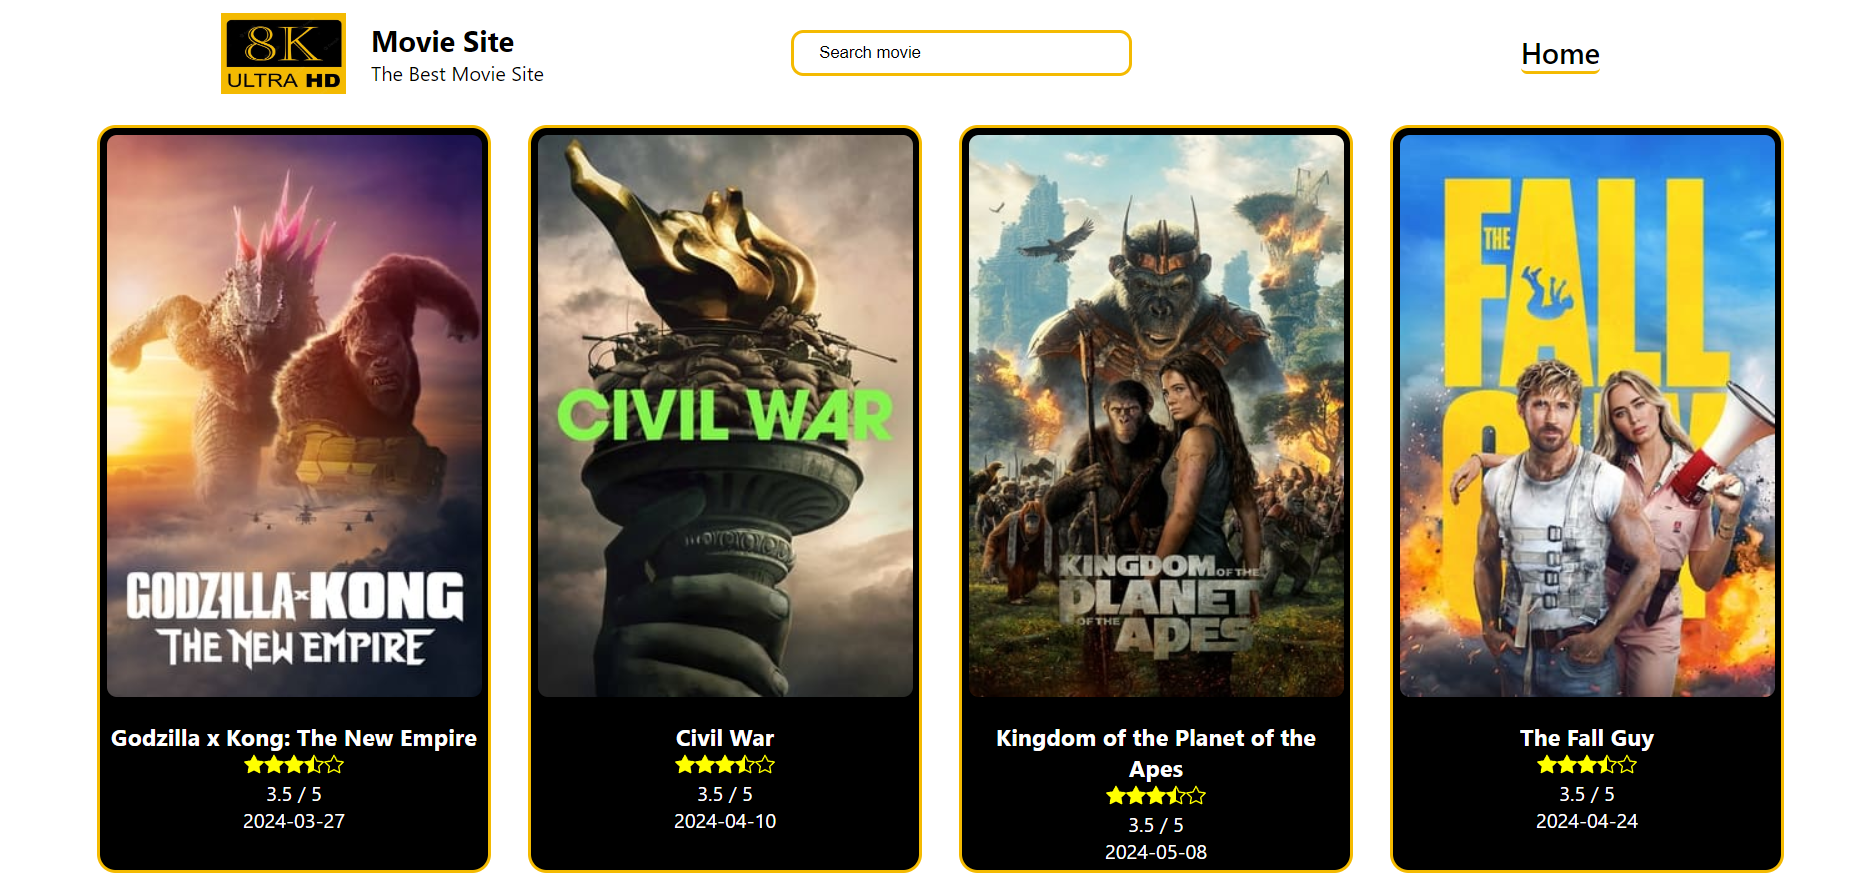 8K
ULTRA HD
Movie Site
The Best Movie Site
Search movie
Home
GODZILLA x KONG
THE NEW EMPIRE
Godzilla x Kong: The New Empire
3.5 / 5
2024-03-27
CIVIL WAR
Civil War
3.5 / 5
2024-04-10
KINGDOM OF THE
PLANET
OF THE APES
Kingdom of the Planet of the
Apes
3.5 / 5
2024-05-08
THE
FALL
GUY
The Fall Guy
3.5 / 5
2024-04-24